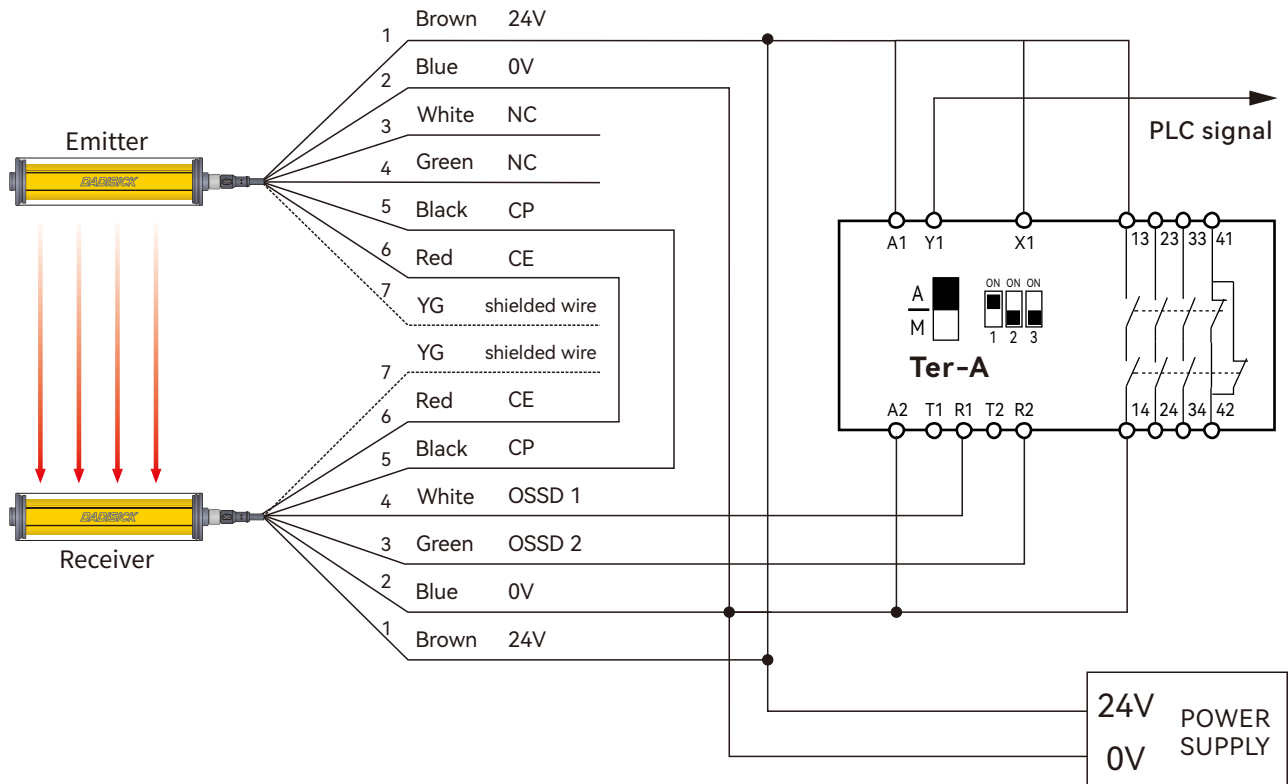 Brown 24V
1
Blue 0V
2
White NC
3
Green NC
4
Black CP
5
Red CE
6
YG shielded wire
7
Emitter
DADISICK
YG shielded wire
7
Red CE
6
Black CP
5
White OSSD 1
4
Green OSSD 2
3
Blue 0V
2
Brown 24V
1
DADISICK
Receiver
PLC signal
A1 Y1 X1 13 23 33 41
A
M
ON ON ON
1 2 3
Ter-A
A2 T1 R1 T2 R2 14 24 34 42
24V
0V
POWER
SUPPLY